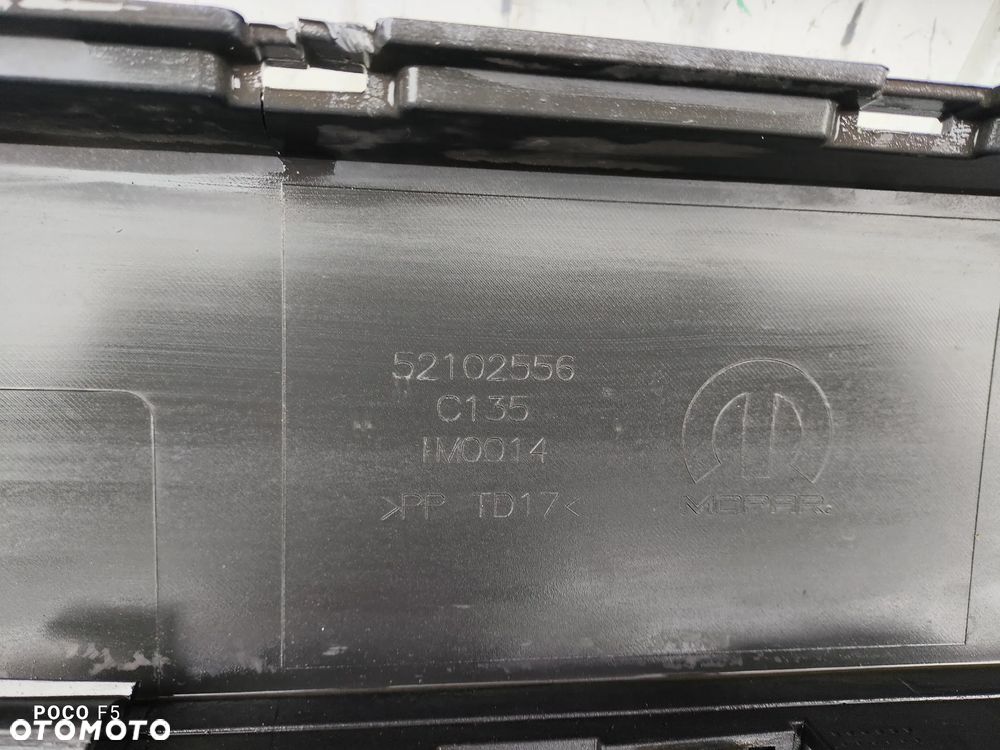 52102556
C135
IM0014
>PP TD17<
MOPAR.
POCO F5
OTOMOTO